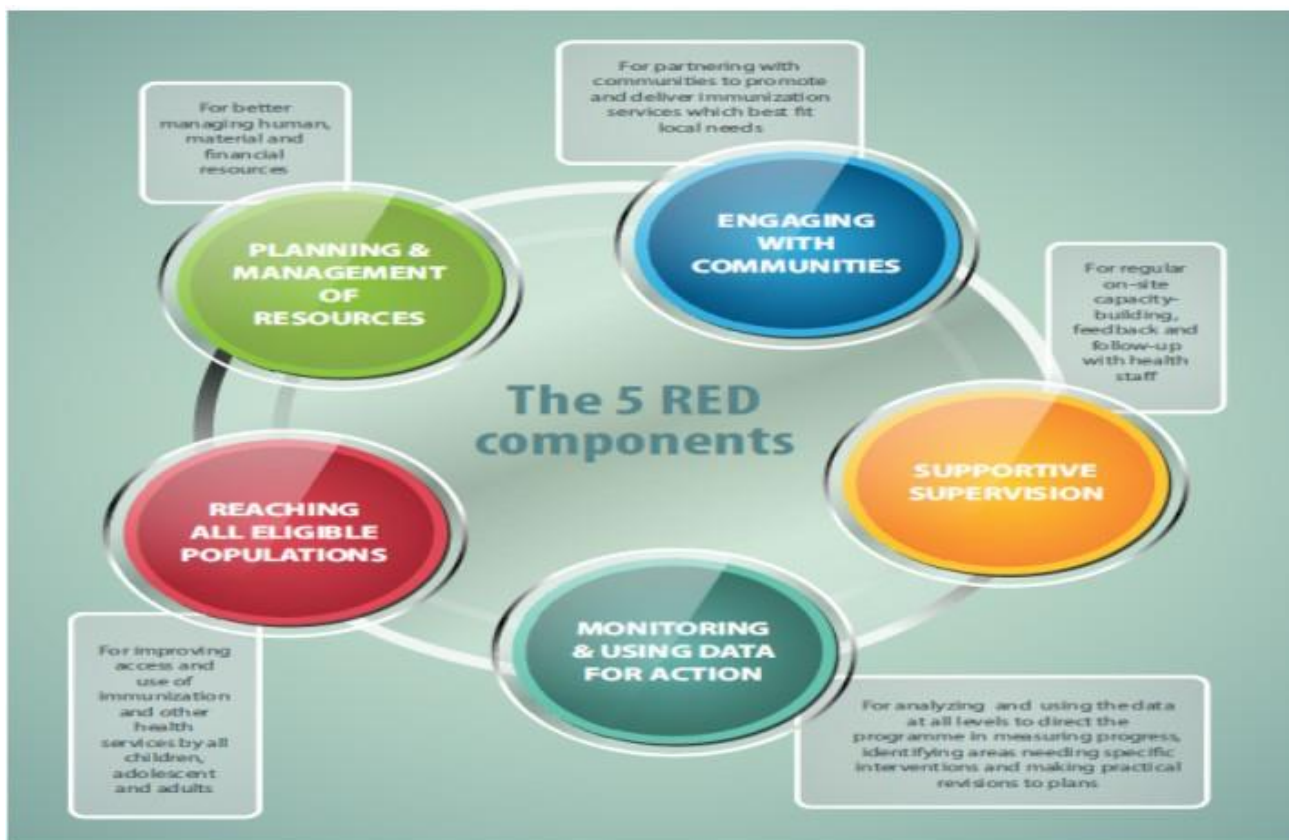 For better
managing human,
material and
financial
resources
For partnering with
communities to promote
and deliver immunization
services which best fit
local needs
PLANNING &
MANAGEMENT
OF
RESOURCES
ENGAGING
WITH
COMMUNITIES
For regular
on-site
capacity-
building,
feedback and
follow-up
with health
staff
The 5 RED
components
SUPPORTIVE
SUPERVISION
REACHING
ALL ELIGIBLE
POPULATIONS
MONITORING
& USING DATA
FOR ACTION
For improving
access and
use of
immunization
and other
health
services by all
children,
adolescent
and adults
For analyzing and using the data
at all levels to direct the
programme in measuring progress,
identifying areas needing specific
interventions and making practical
revisions to plans